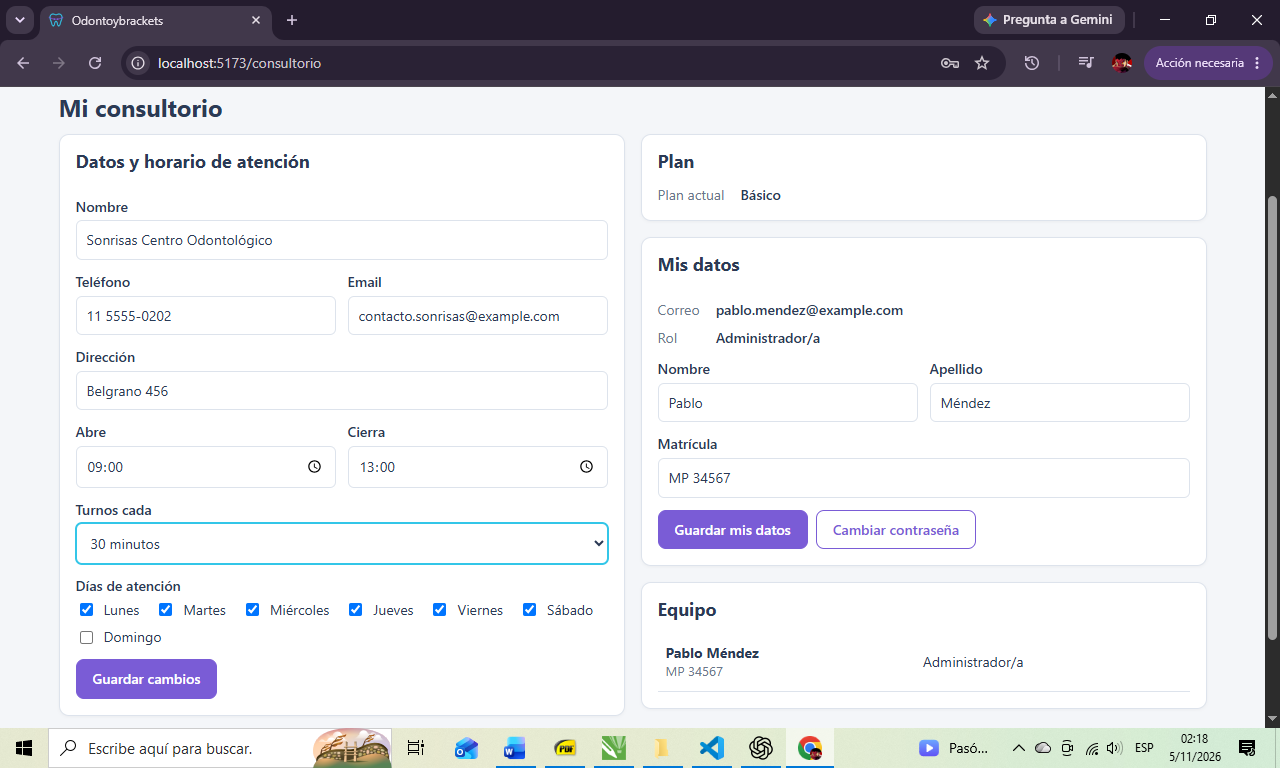 Odontoybrackets
Pregunta a Gemini
localhost:5173/consultorio
Acción necesaria
Mi consultorio
Datos y horario de atención
Nombre
Sonrisas Centro Odontológico
Teléfono
Email
11 5555-0202
contacto.sonrisas@example.com
Dirección
Belgrano 456
Abre
Cierra
09:00
13:00
Turnos cada
30 minutos
Días de atención
Lunes
Martes
Miércoles
Jueves
Viernes
Sábado
Domingo
Guardar cambios
Plan
Plan actual
Básico
Mis datos
Correo
pablo.mendez@example.com
Rol
Administrador/a
Nombre
Apellido
Pablo
Méndez
Matrícula
MP 34567
Guardar mis datos
Cambiar contraseña
Equipo
Pablo Méndez
MP 34567
Administrador/a
Escribe aquí para buscar.
PDF
Pasó...
ESP
02:18
5/11/2026